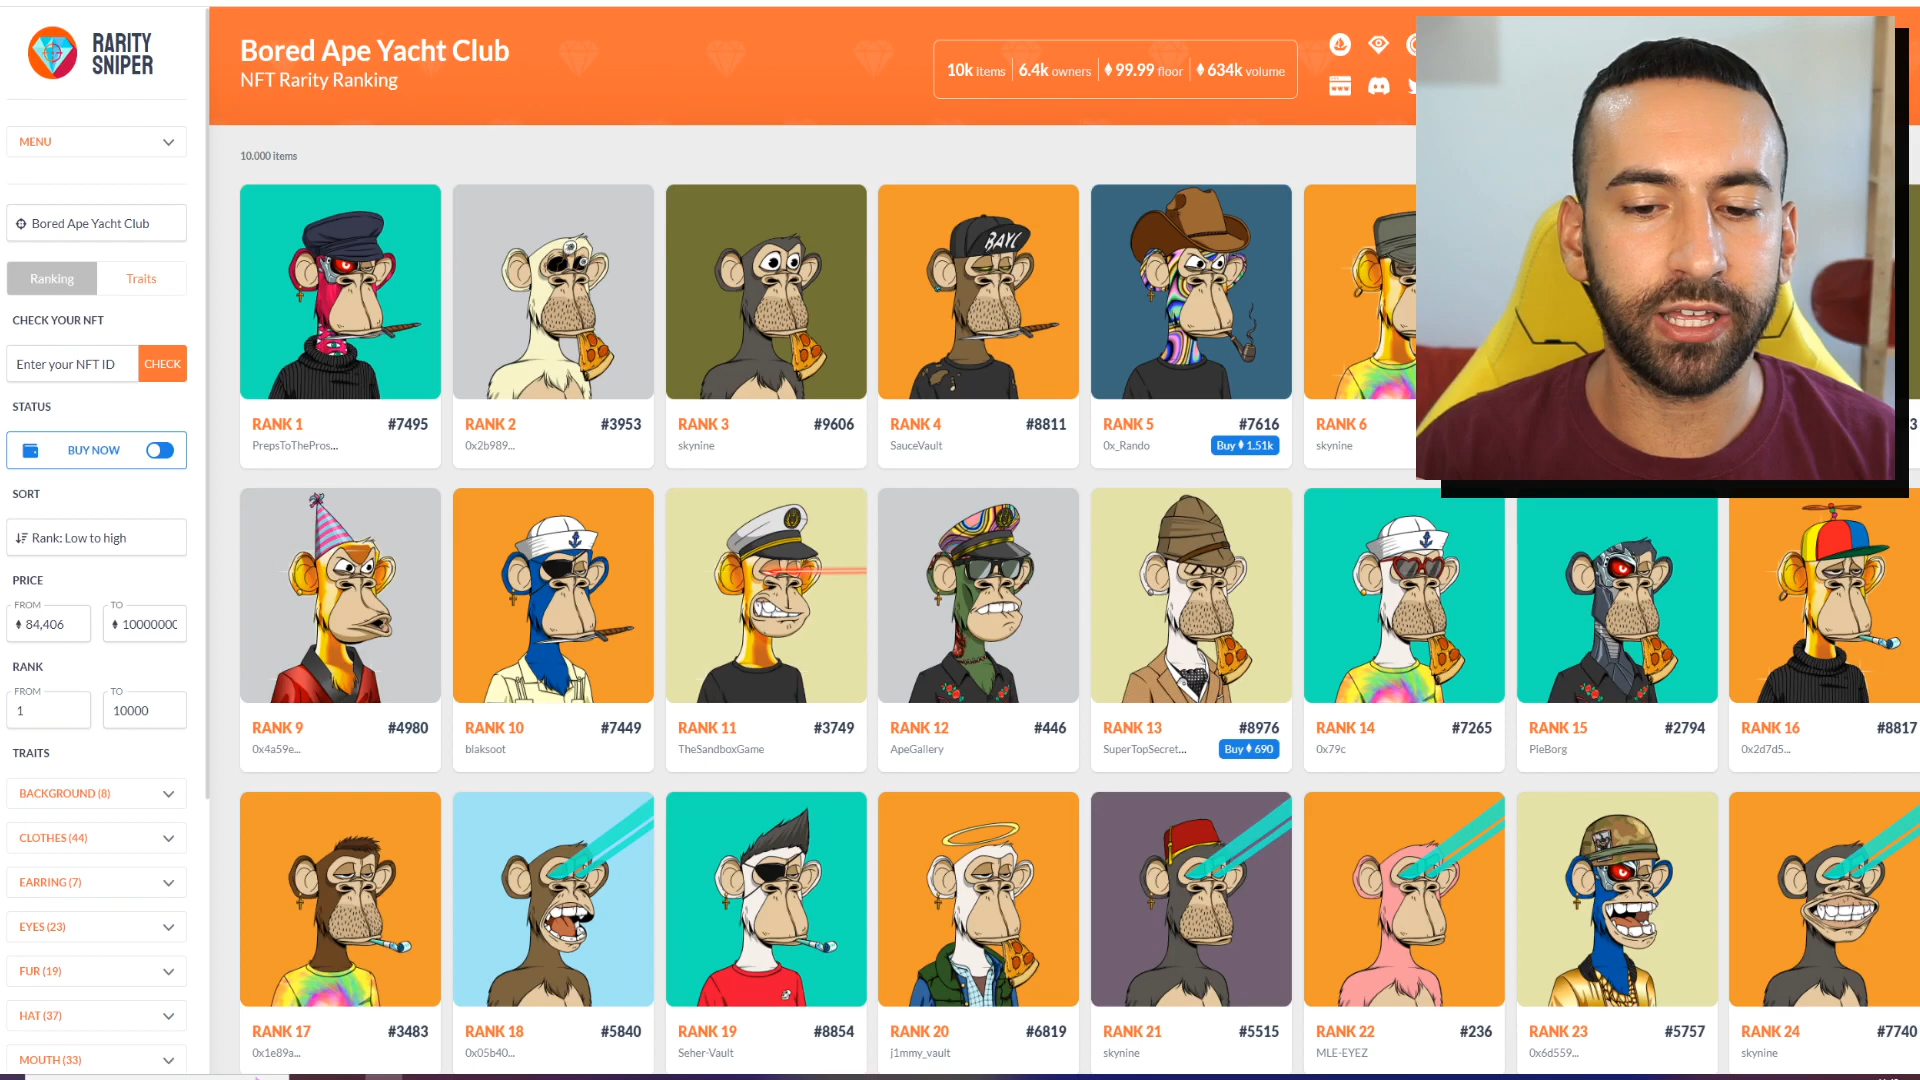 RARITY
SNIPER
MENU
Bored Ape Yacht Club
Ranking Traits
CHECK YOUR NFT
Enter your NFT ID CHECK
STATUS
BUY NOW
SORT
Rank: Low to high
PRICE
FROM TO
84,406 1000000
RANK
FROM TO
1 10000
TRAITS
BACKGROUND (8)
CLOTHES (44)
EARRING (7)
EYES (23)
FUR (19)
HAT (37)
MOUTH (33)
Bored Ape Yacht Club
NFT Rarity Ranking
10k items 6.4k owners 99.99 floor 634k volume
10.000 items
BAYC
RANK 1 #7495
PrepsToThePros...
RANK 2 #3953
0x2b989...
RANK 3 #9606
skynine
RANK 4 #8811
SauceVault
RANK 5 #7616
0x_Rando Buy 1.51k
RANK 6
skynine
3
RANK 9 #4980
0x4a59e...
RANK 10 #7449
blaksoot
RANK 11 #3749
TheSandboxGame
RANK 12 #446
ApeGallery
RANK 13 #8976
SuperTopSecret... Buy 690
RANK 14 #7265
0x79c
RANK 15 #2794
PleBorg
RANK 16 #8817
0x2d7d5...
RANK 17 #3483
0x1e89a...
RANK 18 #5840
0x05b40...
RANK 19 #8854
Seher-Vault
RANK 20 #6819
j1mmy_vault
RANK 21 #5515
skynine
RANK 22 #236
MLE-EYEZ
RANK 23 #5757
0x6d559...
RANK 24 #7740
skynine